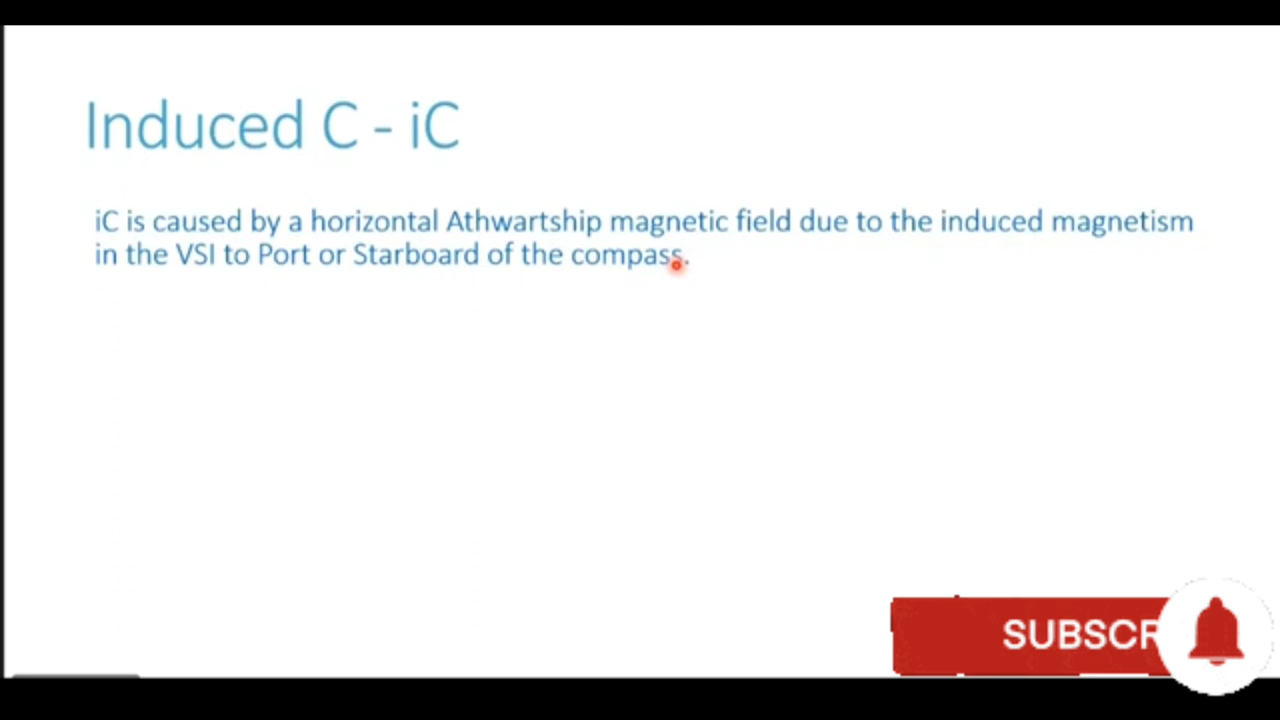 Induced C - iC
iC is caused by a horizontal Athwartship magnetic field due to the induced magnetism
in the VSI to Port or Starboard of the compass.
SUBSCR